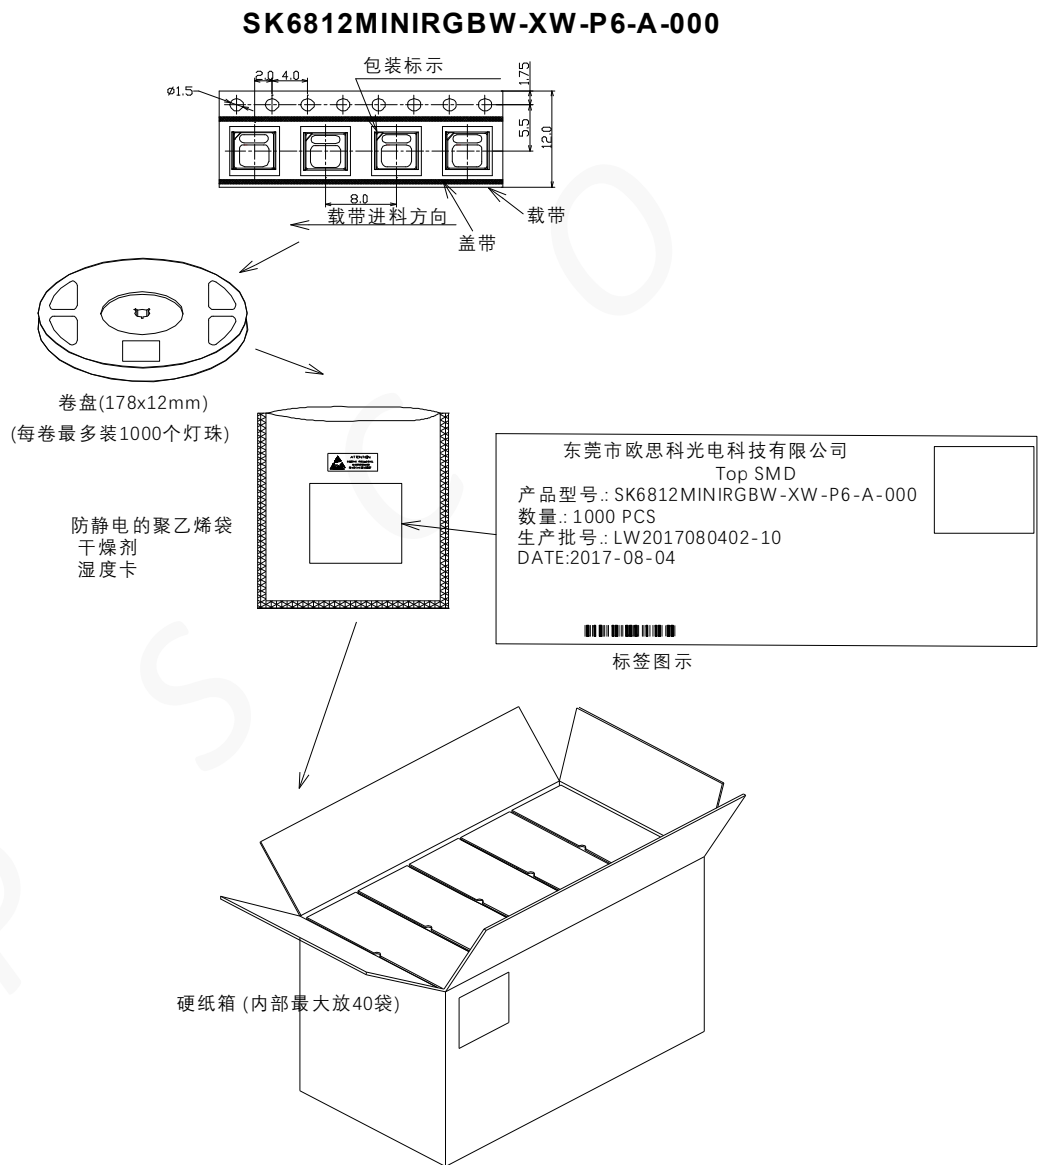 SK6812MINIRGBW-XW-P6-A-000
包装标示
2.0 4.0
1.75
ø1.5
5.5
12.0
8.0
载带进料方向
载带
盖带
卷盘(178x12mm)
(每卷最多装1000个灯珠)
ATTENTION
东莞市欧思科光电科技有限公司
Top SMD
产品型号.: SK6812MINIRGBW-XW-P6-A-000
数量.: 1000 PCS
生产批号.: LW2017080402-10
DATE:2017-08-04
防静电的聚乙烯袋
干燥剂
湿度卡
标签图示
硬纸箱 (内部最大放40袋)